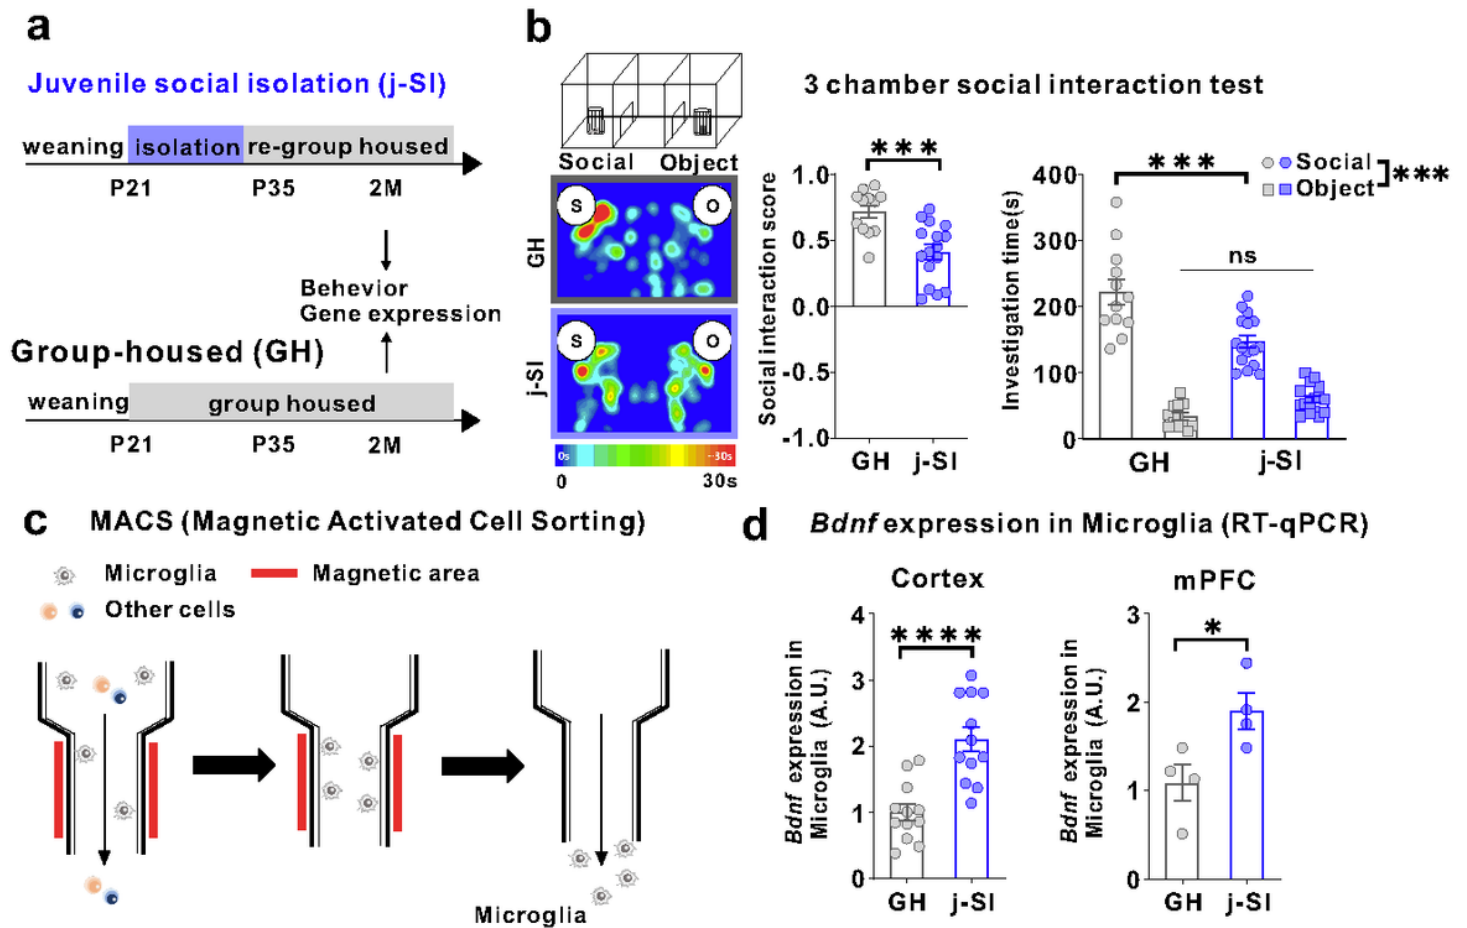 a
Juvenile social isolation (j-SI)
weaning isolation re-group housed
P21 P35 2M
Behevior
Gene expression
Group-housed (GH)
weaning group housed
P21 P35 2M
b
3 chamber social interaction test
Social Object
S O
GH
S O
j-SI
0s ~30s
0 30s
Social interaction score
1.0
0.5
0.0
-0.5
-1.0
***
GH j-SI
Investigation time(s)
400
300
200
100
0
***
ns
Social
Object
***
GH j-SI
c
MACS (Magnetic Activated Cell Sorting)
Microglia Magnetic area
Other cells
Microglia
d
Bdnf expression in Microglia (RT-qPCR)
Cortex
Bdnf expression in
Microglia (A.U.)
4
3
2
1
0
****
GH j-SI
mPFC
Bdnf expression in
Microglia (A.U.)
3
2
1
0
*
GH j-SI